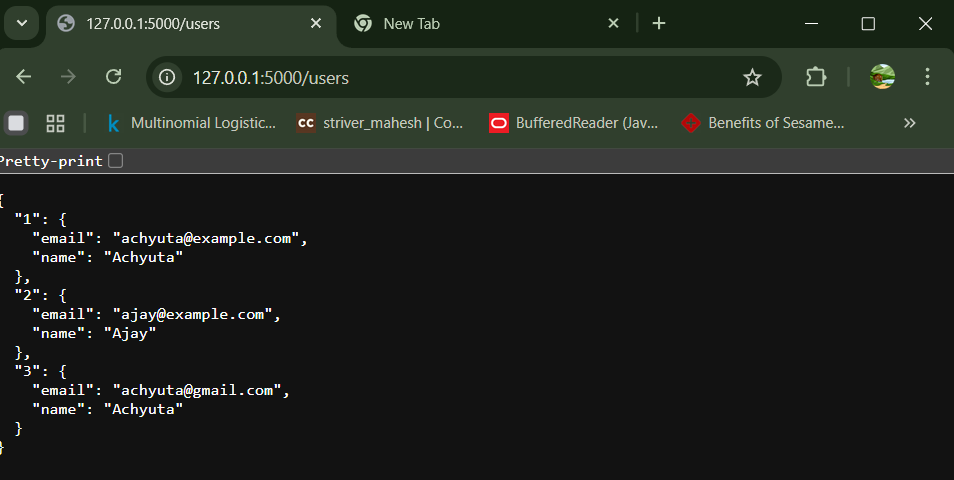 127.0.0.1:5000/users
New Tab
127.0.0.1:5000/users
Multinomial Logistic...
cc striver_mahesh | Co...
BufferedReader (Jav...
Benefits of Sesame...
Pretty-print
{
  "1": {
    "email": "achyuta@example.com",
    "name": "Achyuta"
  },
  "2": {
    "email": "ajay@example.com",
    "name": "Ajay"
  },
  "3": {
    "email": "achyuta@gmail.com",
    "name": "Achyuta"
  }
}